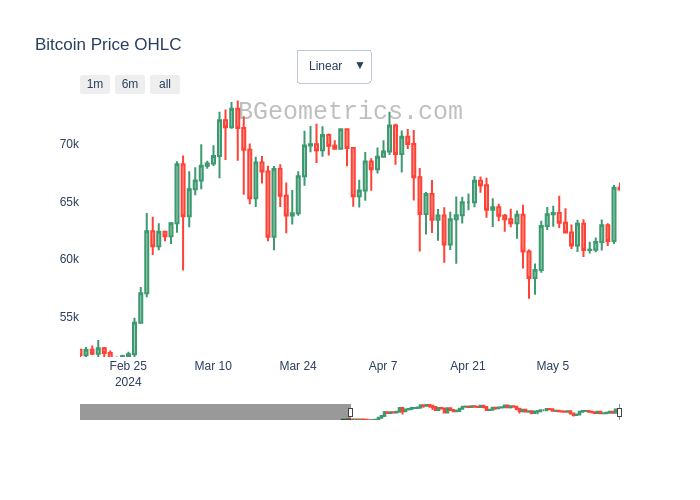 Bitcoin Price OHLC
Linear ▼
1m 6m all
BGeometrics.com
70k
65k
60k
55k
Feb 25 Mar 10 Mar 24 Apr 7 Apr 21 May 5
2024